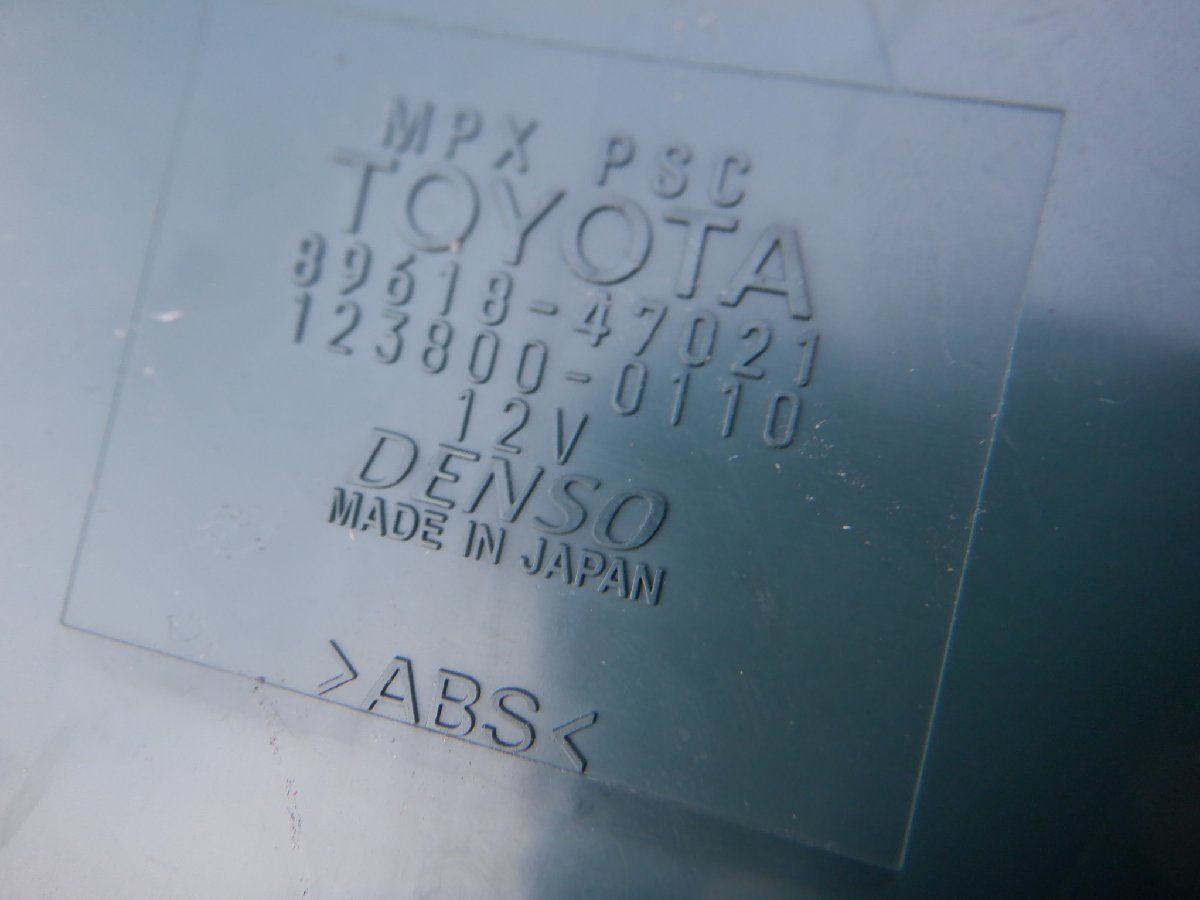 MPX PSC
TOYOTA
89618-47021
123800-0110
12V
DENSO
MADE IN JAPAN
>ABS<